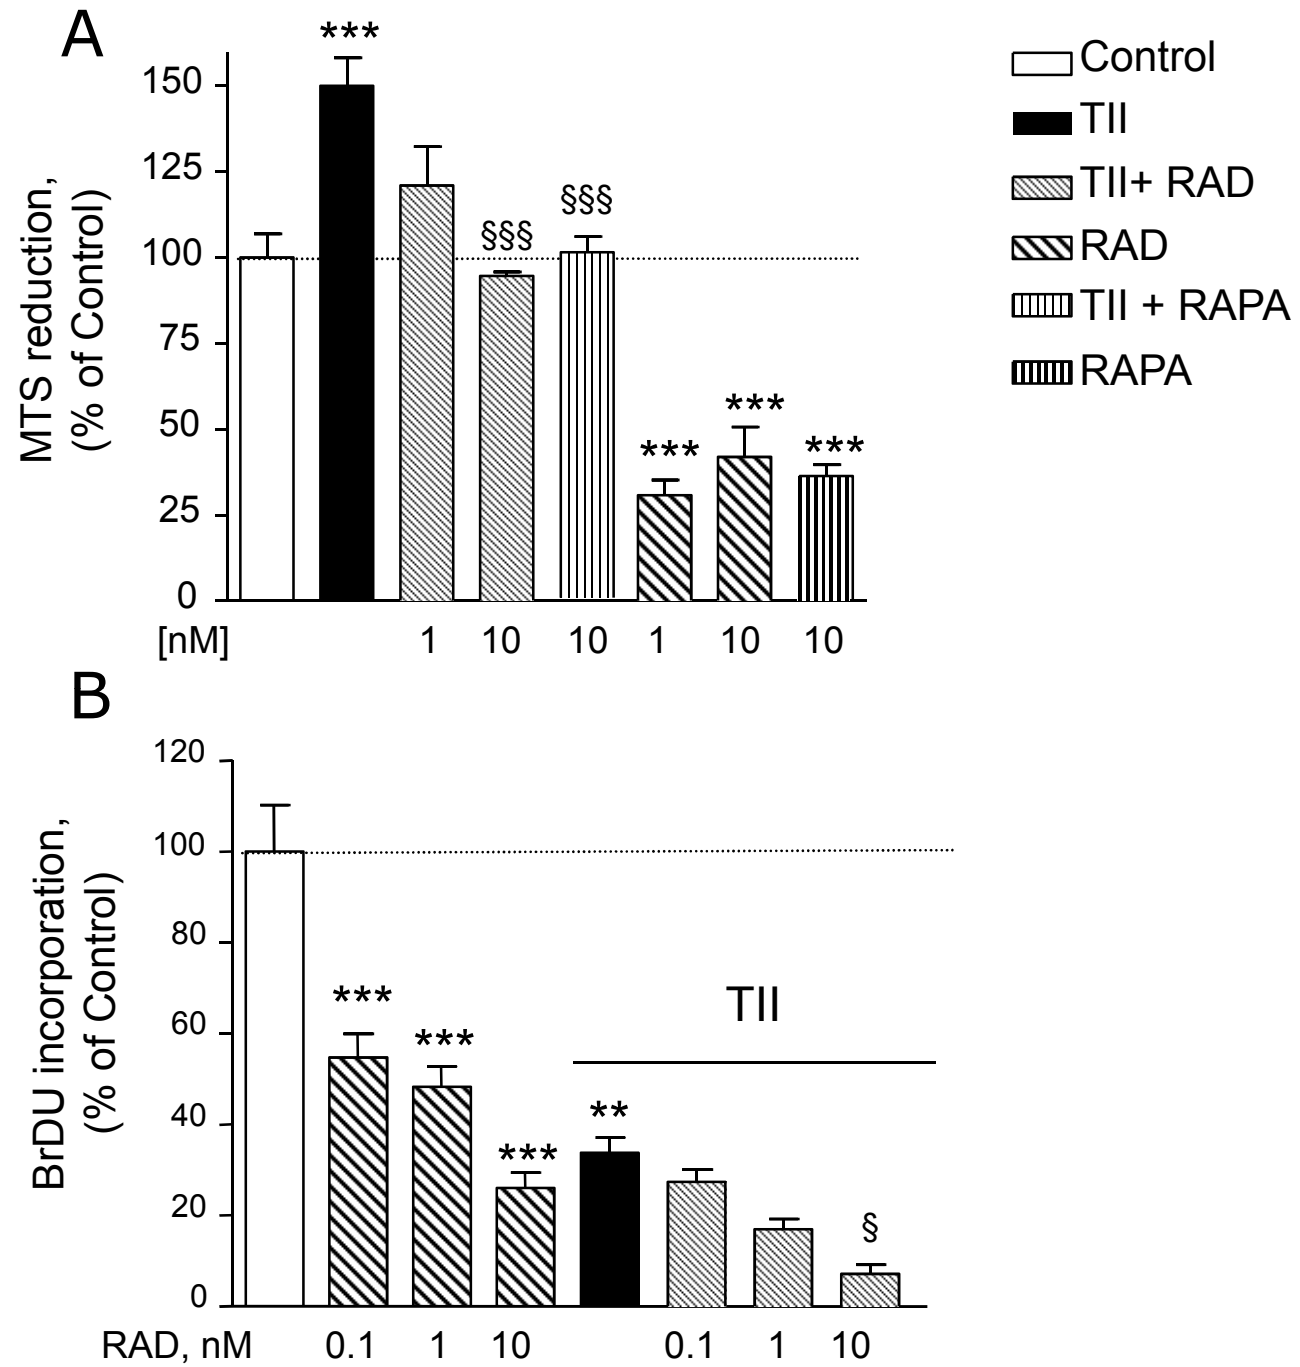 A
***
Control
150
TII
125
TII+ RAD
§§§
§§§
RAD
100
TII + RAPA
75
RAPA
MTS reduction,
(% of Control)
***
50
***
***
25
0
[nM] 1 10 10 1 10 10
B
120
100
BrDU incorporation,
(% of Control)
80
***
TII
60
***
40
**
***
20
§
0
RAD, nM 0.1 1 10 0.1 1 10